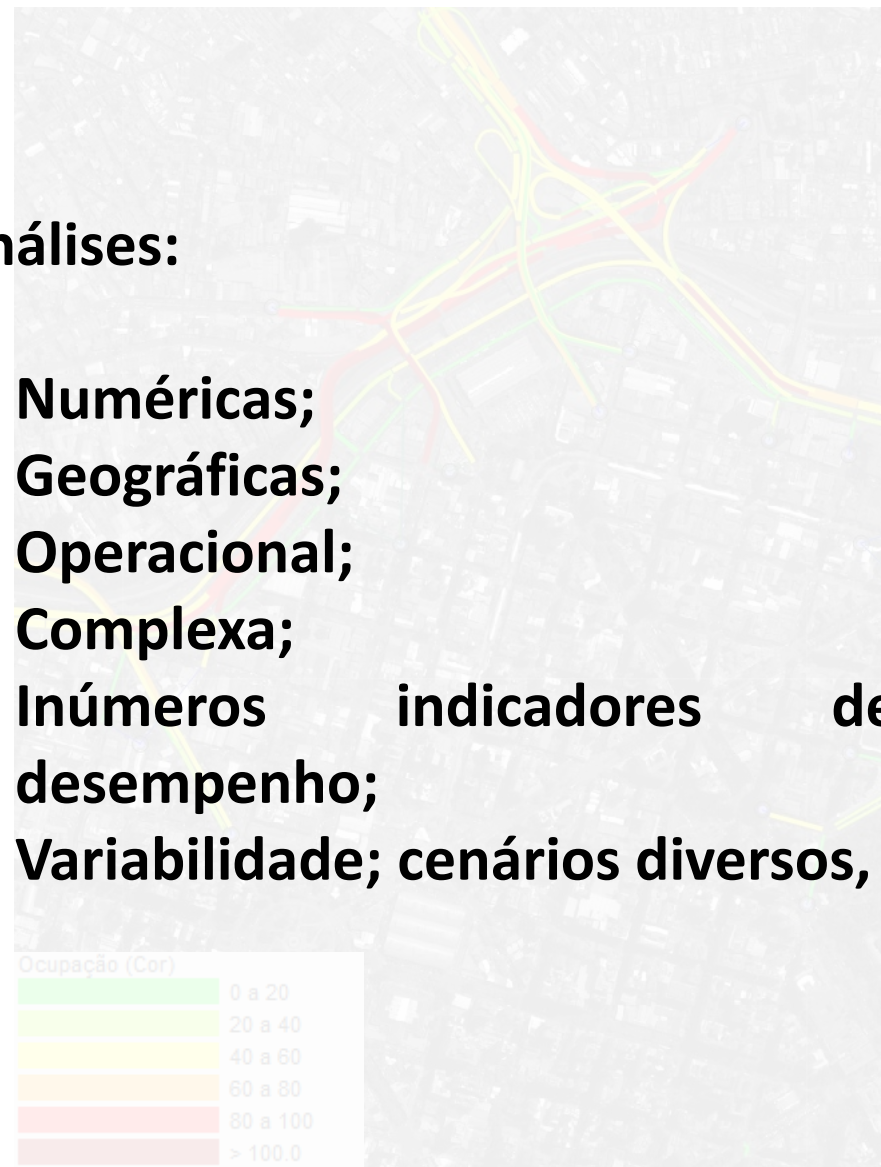 nálises:
Numéricas;
Geográficas;
Operacional;
Complexa;
Inúmeros indicadores de
desempenho;
Variabilidade; cenários diversos,
Ocupação (Cor)
0 a 20
20 a 40
40 a 60
60 a 80
80 a 100
> 100.0